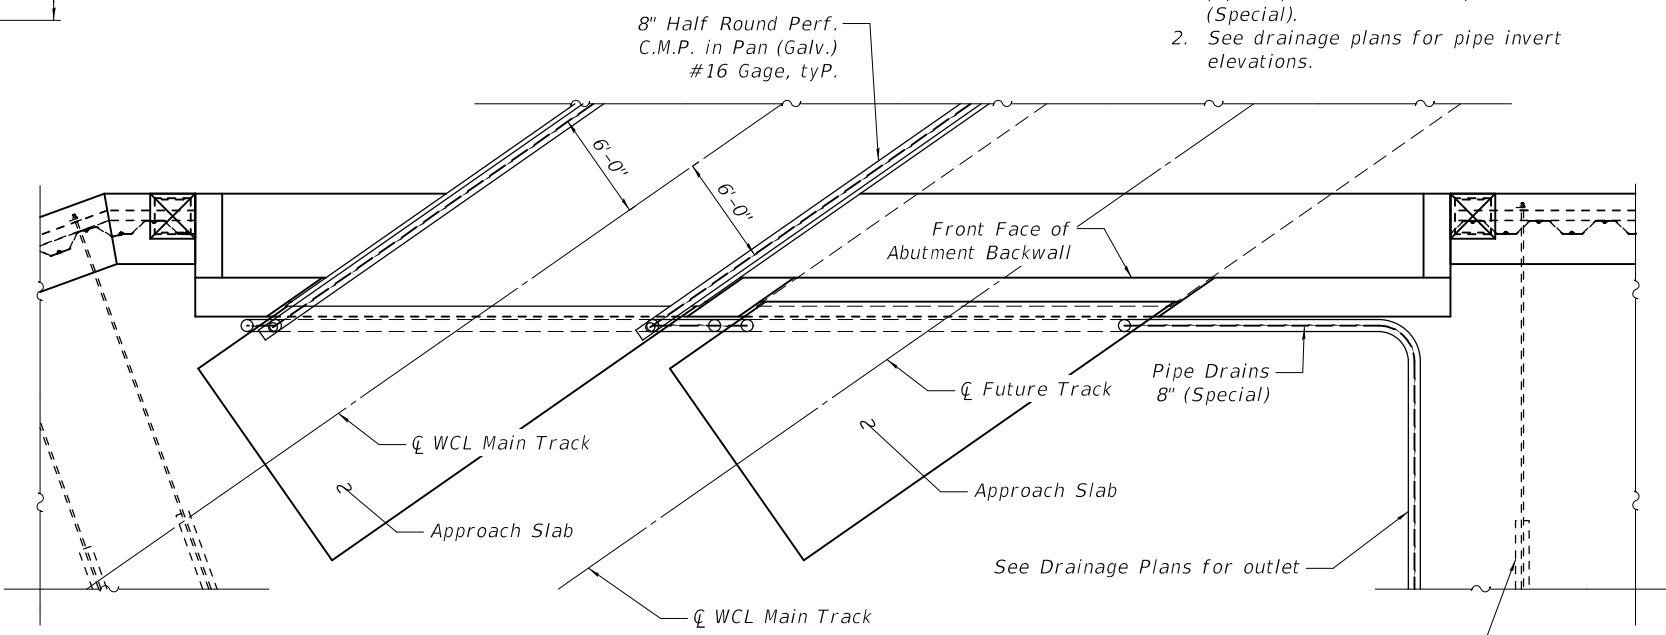 8" Half Round Perf.
C.M.P. in Pan (Galv.)
#16 Gage, tyP.
(Special).
2. See drainage plans for pipe invert
elevations.
6'-0"
6'-0"
Front Face of
Abutment Backwall
Pipe Drains
8" (Special)
℄ Future Track
℄ WCL Main Track
Approach Slab
Approach Slab
See Drainage Plans for outlet
℄ WCL Main Track